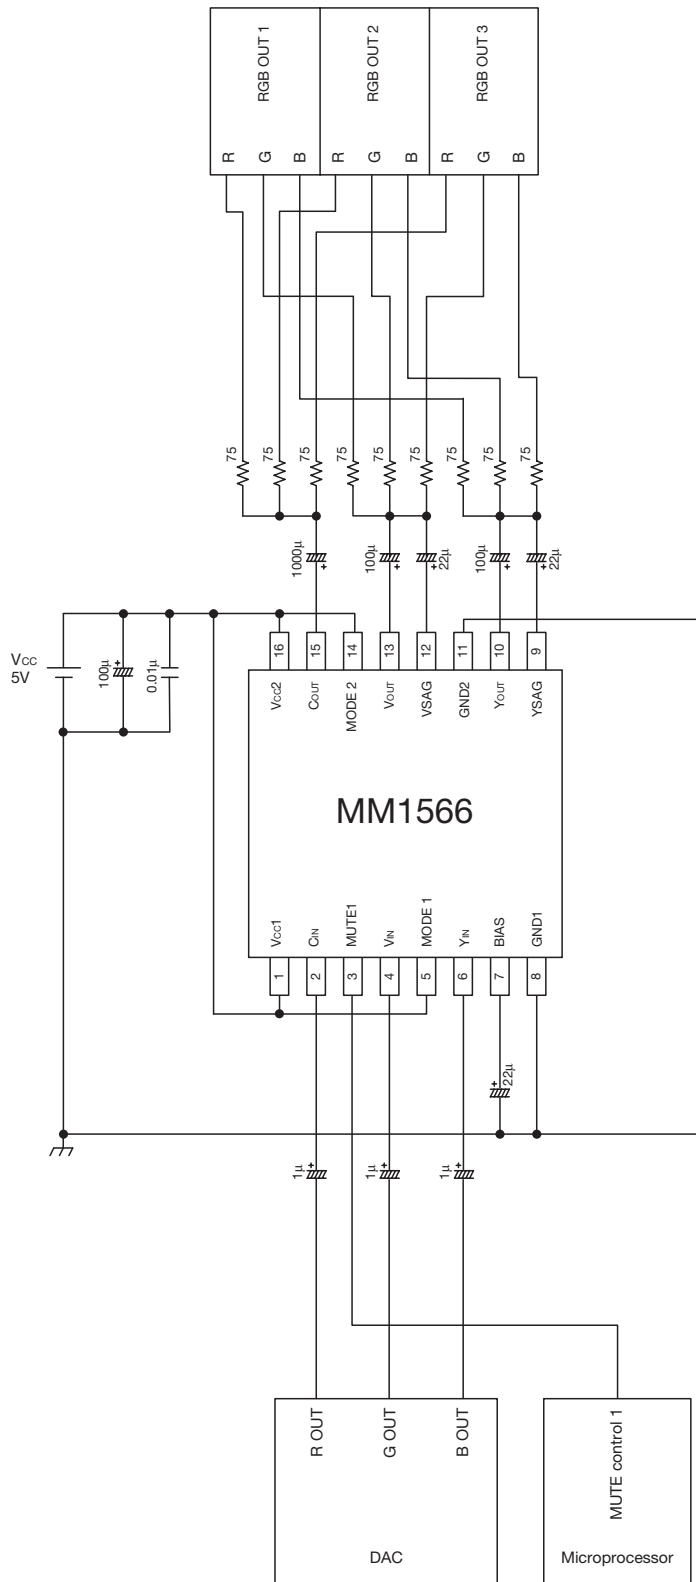 RGB OUT 1
RGB OUT 2
RGB OUT 3
R
G
B
R
G
B
R
G
B
75
75
75
75
75
75
75
75
75
1000µ
+
100µ
+
22µ
+
100µ
+
22µ
+
VCC
5V
100µ
+
0.01µ
16
15
14
13
12
11
10
9
VCC2
COUT
MODE 2
VOUT
VSAG
GND2
YOUT
YSAG
MM1566
VCC1
CIN
MUTE1
VIN
MODE 1
YIN
BIAS
GND1
1
2
3
4
5
6
7
8
+
22µ
1µ
+
1µ
+
1µ
+
R OUT
G OUT
B OUT
DAC
MUTE control 1
Microprocessor